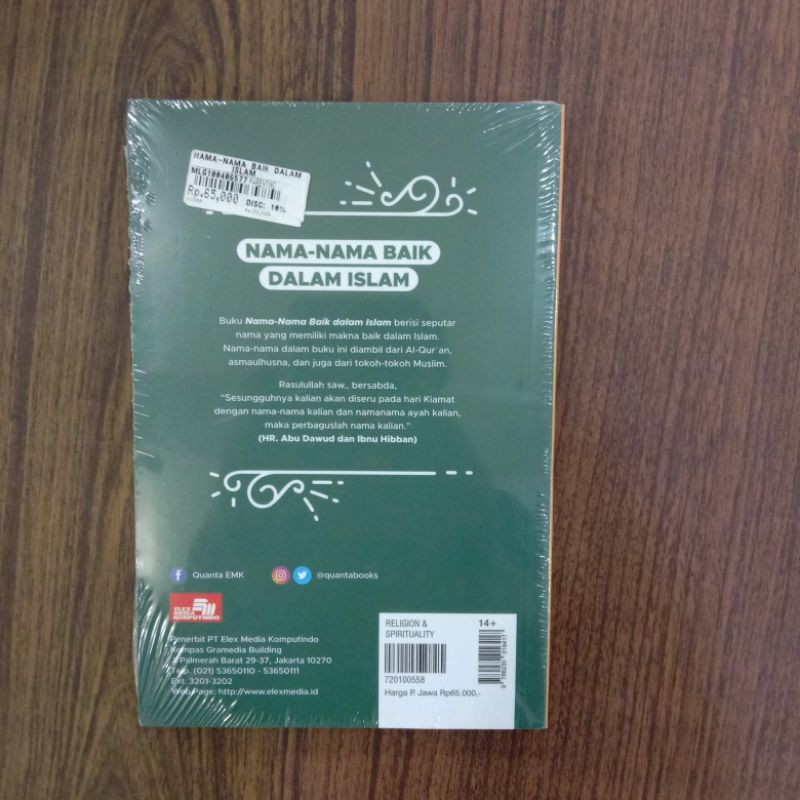 NAMA-NAMA BAIK DALAM
ISLAM
MLG100406577
Rp.65,000 DISC: 10%
NAMA-NAMA BAIK
DALAM ISLAM
Buku Nama-Nama Baik dalam Islam berisi seputar
nama yang memiliki makna baik dalam Islam.
Nama-nama dalam buku ini diambil dari Al-Qur`an,
asmaulhusna, dan juga dari tokoh-tokoh Muslim.
Rasulullah saw., bersabda,
“Sesungguhnya kalian akan diseru pada hari Kiamat
dengan nama-nama kalian dan namanama ayah kalian,
maka perbaguslah nama kalian.”
(HR. Abu Dawud dan Ibnu Hibban)
Quanta EMK
@quantabooks
ELEX
MEDIA
KOMPUTINDO
Penerbit PT Elex Media Komputindo
Kompas Gramedia Building
Jl Palmerah Barat 29-37, Jakarta 10270
Telp. (021) 53650110 - 53650111
Ext. 3201-3202
Web Page: http://www.elexmedia.id
RELIGION &
SPIRITUALITY
14+
720100558
Harga P. Jawa Rp65.000,-